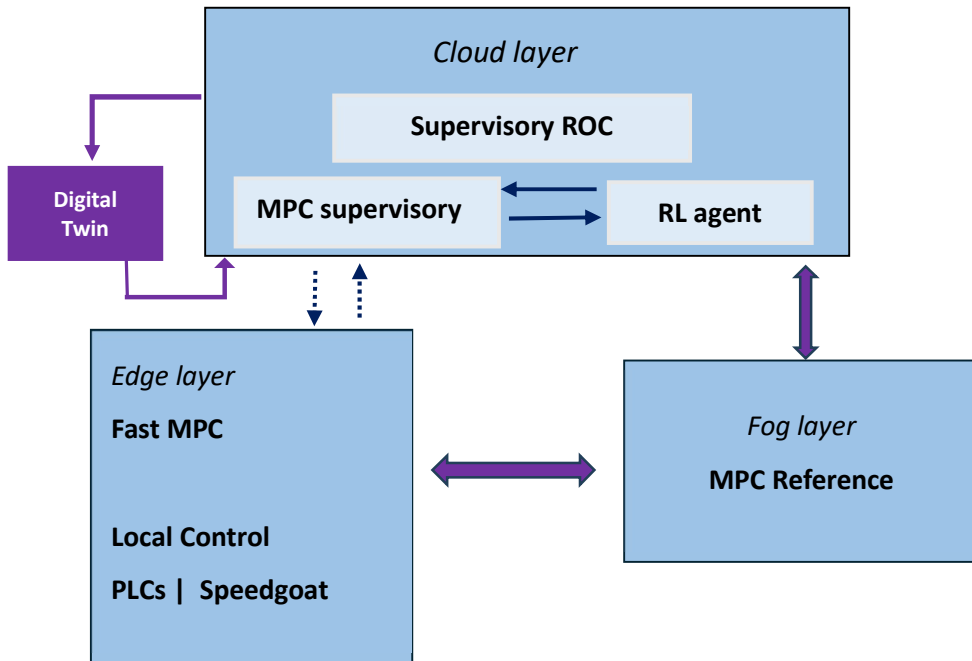 Cloud layer
Supervisory ROC
MPC supervisory
RL agent
Digital
Twin
Edge layer
Fast MPC
Local Control
PLCs | Speedgoat
Fog layer
MPC Reference